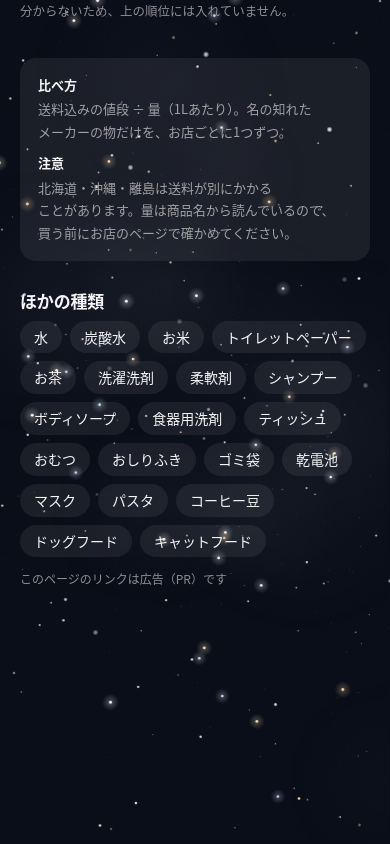 分からないため、上の順位には入れていません。
比べ方
送料込みの値段 ÷ 量（1Lあたり）。名の知れた
メーカーの物だけを、お店ごとに1つずつ。
注意
北海道・沖縄・離島は送料が別にかかる
ことがあります。量は商品名から読んでいるので、
買う前にお店のページで確かめてください。
ほかの種類
水 炭酸水 お米 トイレットペーパー
お茶 洗濯洗剤 柔軟剤 シャンプー
ボディソープ 食器用洗剤 ティッシュ
おむつ おしりふき ゴミ袋 乾電池
マスク パスタ コーヒー豆
ドッグフード キャットフード
このページのリンクは広告（PR）です